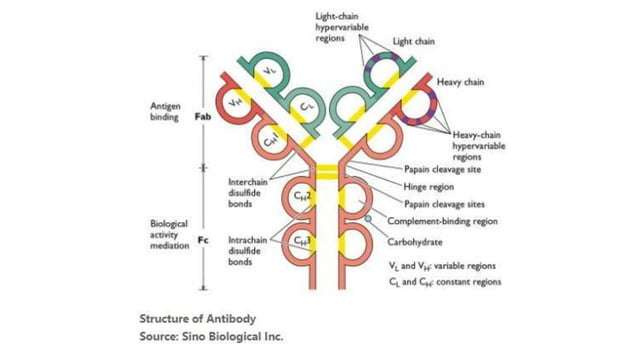 Light-chain
hypervariable
regions
Light chain
Heavy chain
Heavy-chain
hypervariable
regions
Papain cleavage site
Hinge region
Papain cleavage sites
Complement-binding region
Carbohydrate
Antigen
binding
Fab
Biological
activity
mediation
Fc
Interchain
disulfide
bonds
Intrachain
disulfide
bonds
VL
VH
CL
CH1
CH2
CH3
VL and VH: variable regions
CL and CH: constant regions
Structure of Antibody
Source: Sino Biological Inc.